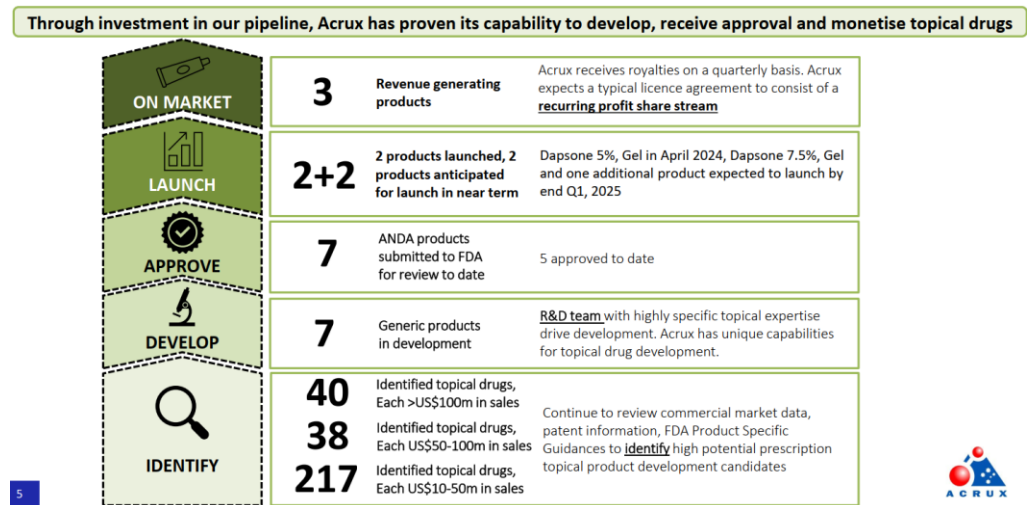 Through investment in our pipeline, Acrux has proven its capability to develop, receive approval and monetise topical drugs
ON MARKET
3
Revenue generating
products
Acrux receives royalties on a quarterly basis. Acrux
expects a typical licence agreement to consist of a
recurring profit share stream
LAUNCH
2+2
2 products launched, 2
products anticipated
for launch in near term
Dapsone 5%, Gel in April 2024, Dapsone 7.5%, Gel
and one additional product expected to launch by
end Q1, 2025
APPROVE
7
ANDA products
submitted to FDA
for review to date
5 approved to date
DEVELOP
7
Generic products
in development
R&D team with highly specific topical expertise
drive development. Acrux has unique capabilities
for topical drug development.
IDENTIFY
40
Identified topical drugs,
Each >US$100m in sales
38
Identified topical drugs,
Each US$50-100m in sales
217
Identified topical drugs,
Each US$10-50m in sales
Continue to review commercial market data,
patent information, FDA Product Specific
Guidances to identify high potential prescription
topical product development candidates
5
ACRUX